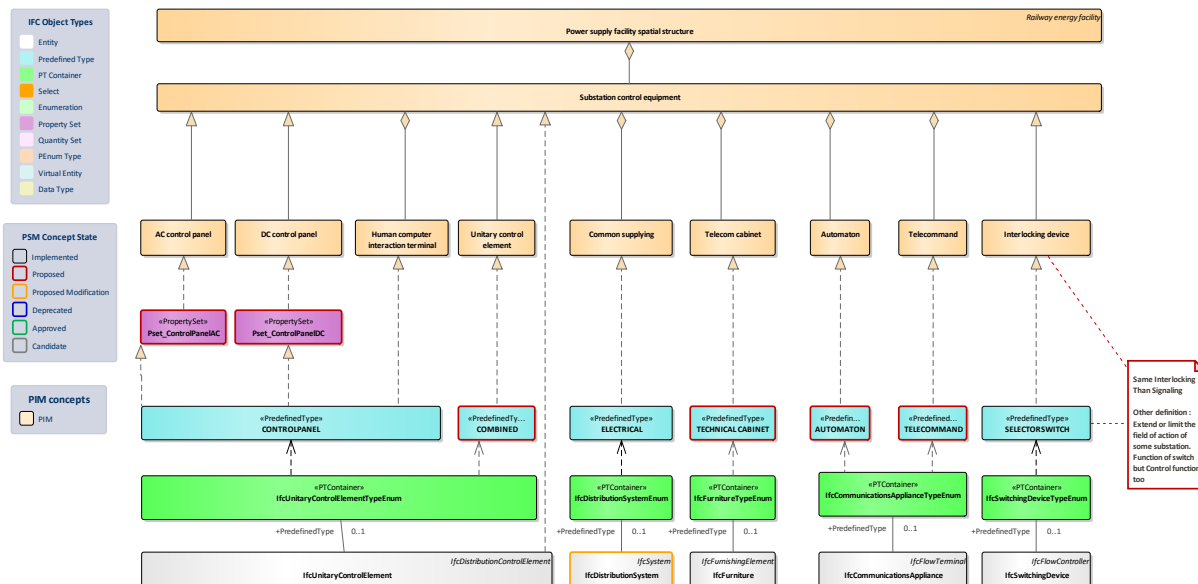 IFC Object Types
Entity
Predefined Type
PT Container
Select
Enumeration
Property Set
Quantity Set
PEnum Type
Virtual Entity
Data Type
PSM Concept State
Implemented
Proposed
Proposed Modification
Deprecated
Approved
Candidate
PIM concepts
PIM
Railway energy facility
Power supply facility spatial structure
Substation control equipment
AC control panel
DC control panel
Human computer
interaction terminal
Unitary control
element
Common supplying
Telecom cabinet
Automaton
Telecommand
Interlocking device
«PropertySet»
Pset_ControlPanelAC
«PropertySet»
Pset_ControlPanelDC
Same Interlocking
Than Signaling
Other definition :
Extend or limit the
field of action of
some substation.
Function of switch
but Control function
too
«PredefinedType»
CONTROLPANEL
«PredefinedTy...
COMBINED
«PredefinedType»
ELECTRICAL
«PredefinedType»
TECHNICAL CABINET
«Predefin...
AUTOMATON
«Predefined...
TELECOMMAND
«PredefinedType»
SELECTORSWITCH
«PTContainer»
IfcUnitaryControlElementTypeEnum
«PTContainer»
IfcDistributionSystemEnum
«PTContainer»
IfcFurnitureTypeEnum
«PTContainer»
IfcCommunicationsApplianceTypeEnum
«PTContainer»
IfcSwitchingDeviceTypeEnum
+PredefinedType 0..1
+PredefinedType 0..1
+PredefinedType 0..1
+PredefinedType 0..1
+PredefinedType 0..1
IfcDistributionControlElement
IfcUnitaryControlElement
IfcSystem
IfcDistributionSystem
IfcFurnishingElement
IfcFurniture
IfcFlowTerminal
IfcCommunicationsAppliance
IfcFlowController
IfcSwitchingDevice